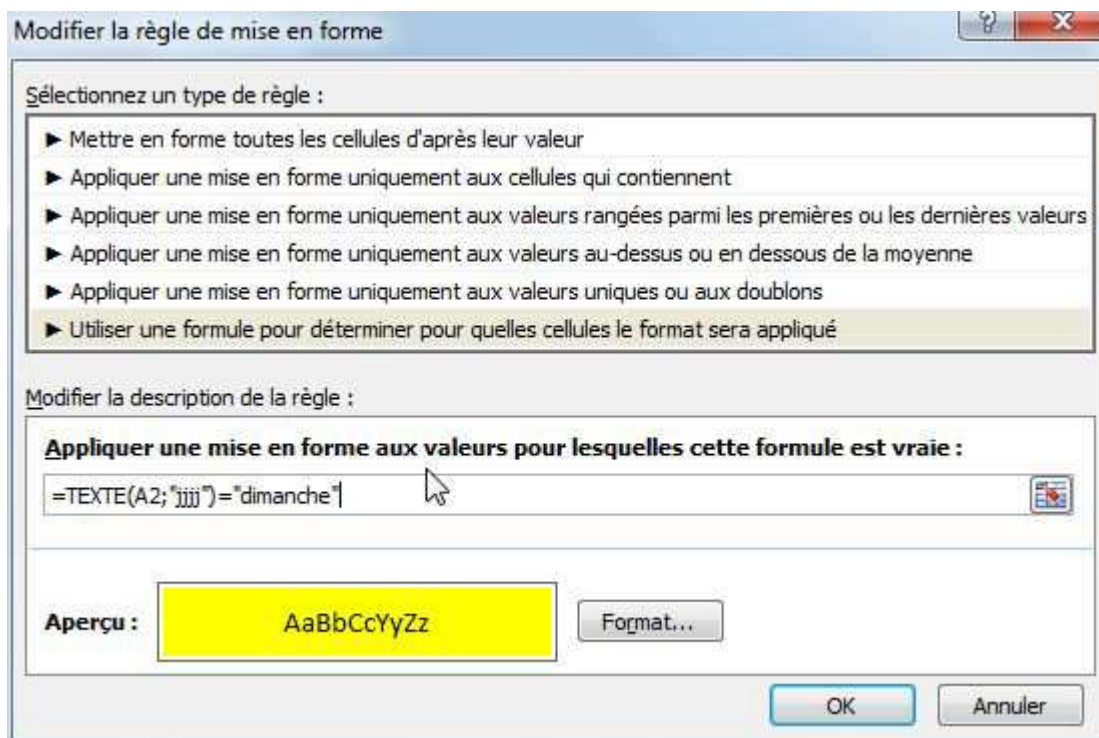 Modifier la règle de mise en forme
Sélectionnez un type de règle :
► Mettre en forme toutes les cellules d'après leur valeur
► Appliquer une mise en forme uniquement aux cellules qui contiennent
► Appliquer une mise en forme uniquement aux valeurs rangées parmi les premières ou les dernières valeurs
► Appliquer une mise en forme uniquement aux valeurs au-dessus ou en dessous de la moyenne
► Appliquer une mise en forme uniquement aux valeurs uniques ou aux doublons
► Utiliser une formule pour déterminer pour quelles cellules le format sera appliqué
Modifier la description de la règle :
Appliquer une mise en forme aux valeurs pour lesquelles cette formule est vraie :
=TEXTE(A2;"jjjj")="dimanche"
Aperçu : AaBbCcYyZz Format...
OK Annuler